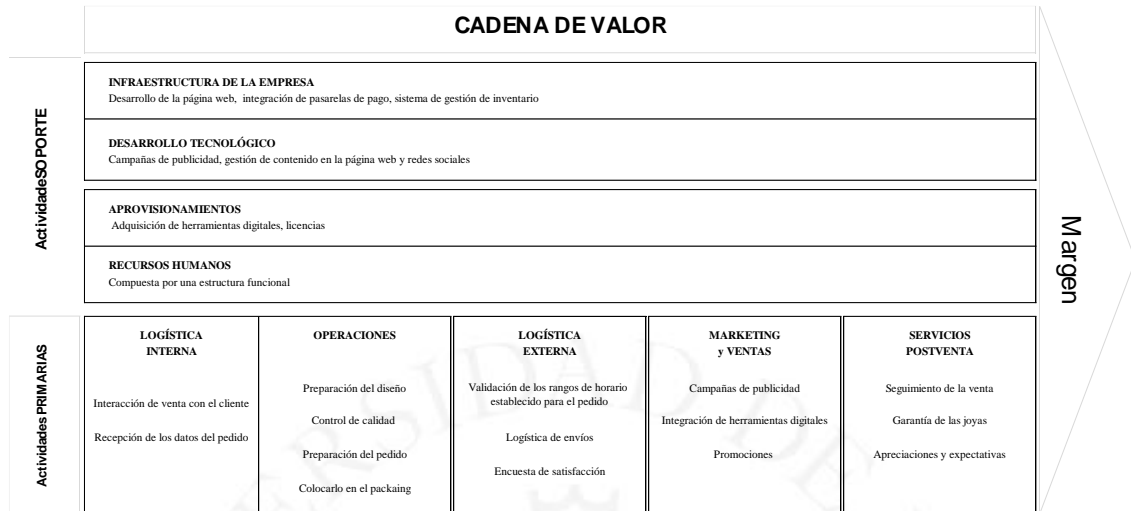 CADENA DE VALOR
ActividadeSOPORTE
INFRAESTRUCTURA DE LA EMPRESA
Desarrollo de la página web, integración de pasarelas de pago, sistema de gestión de inventario
DESARROLLO TECNOLÓGICO
Campañas de publicidad, gestión de contenido en la página web y redes sociales
APROVISIONAMIENTOS
Adquisición de herramientas digitales, licencias
RECURSOS HUMANOS
Compuesta por una estructura funcional
Margen
Actividades PRIMARIAS
LOGÍSTICA
INTERNA
Interacción de venta con el cliente
Recepción de los datos del pedido
OPERACIONES
Preparación del diseño
Control de calidad
Preparación del pedido
Colocarlo en el packaing
LOGÍSTICA
EXTERNA
Validación de los rangos de horario
establecido para el pedido
Logística de envíos
Encuesta de satisfacción
MARKETING
y VENTAS
Campañas de publicidad
Integración de herramientas digitales
Promociones
SERVICIOS
POSTVENTA
Seguimiento de la venta
Garantía de las joyas
Apreciaciones y expectativas